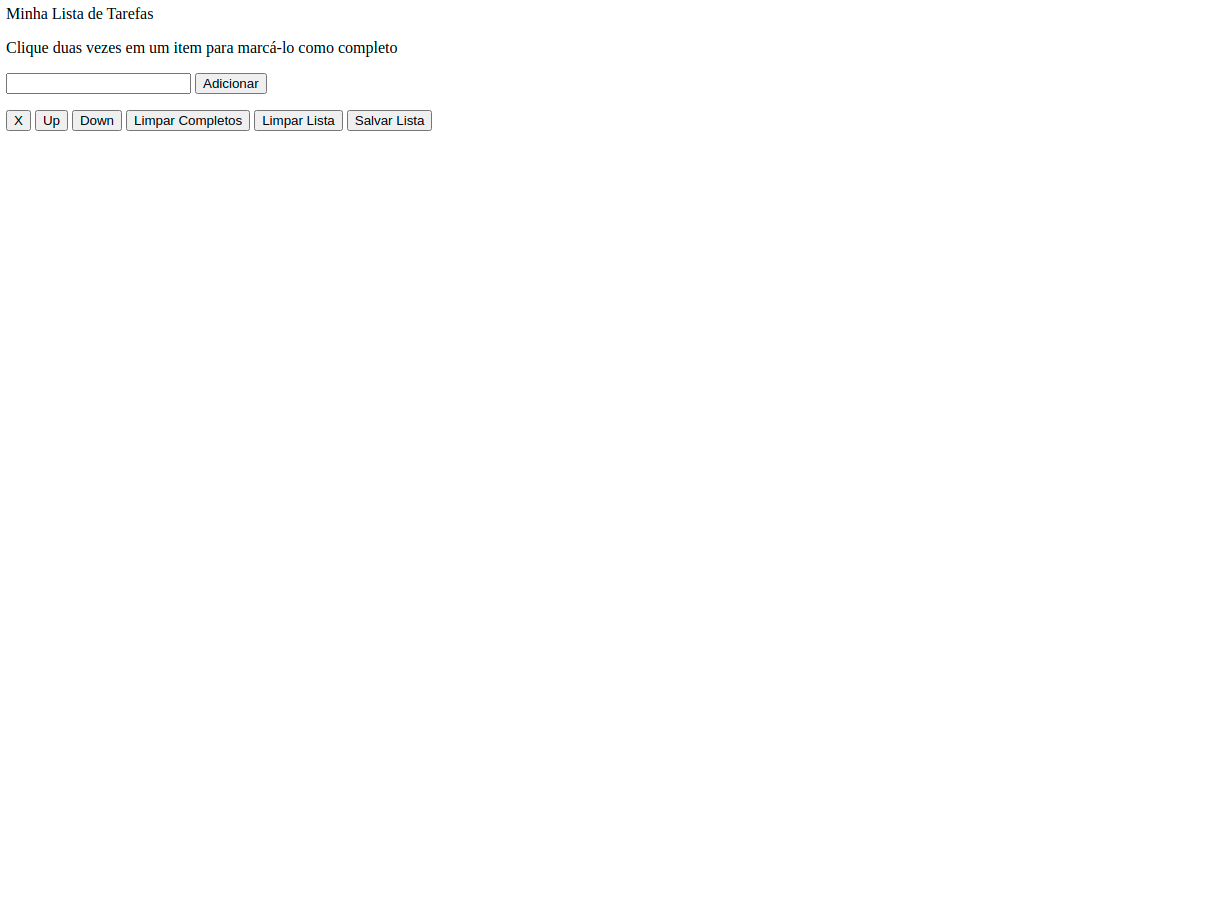 Minha Lista de Tarefas
Clique duas vezes em um item para marcá-lo como completo
Adicionar
X Up Down Limpar Completos Limpar Lista Salvar Lista